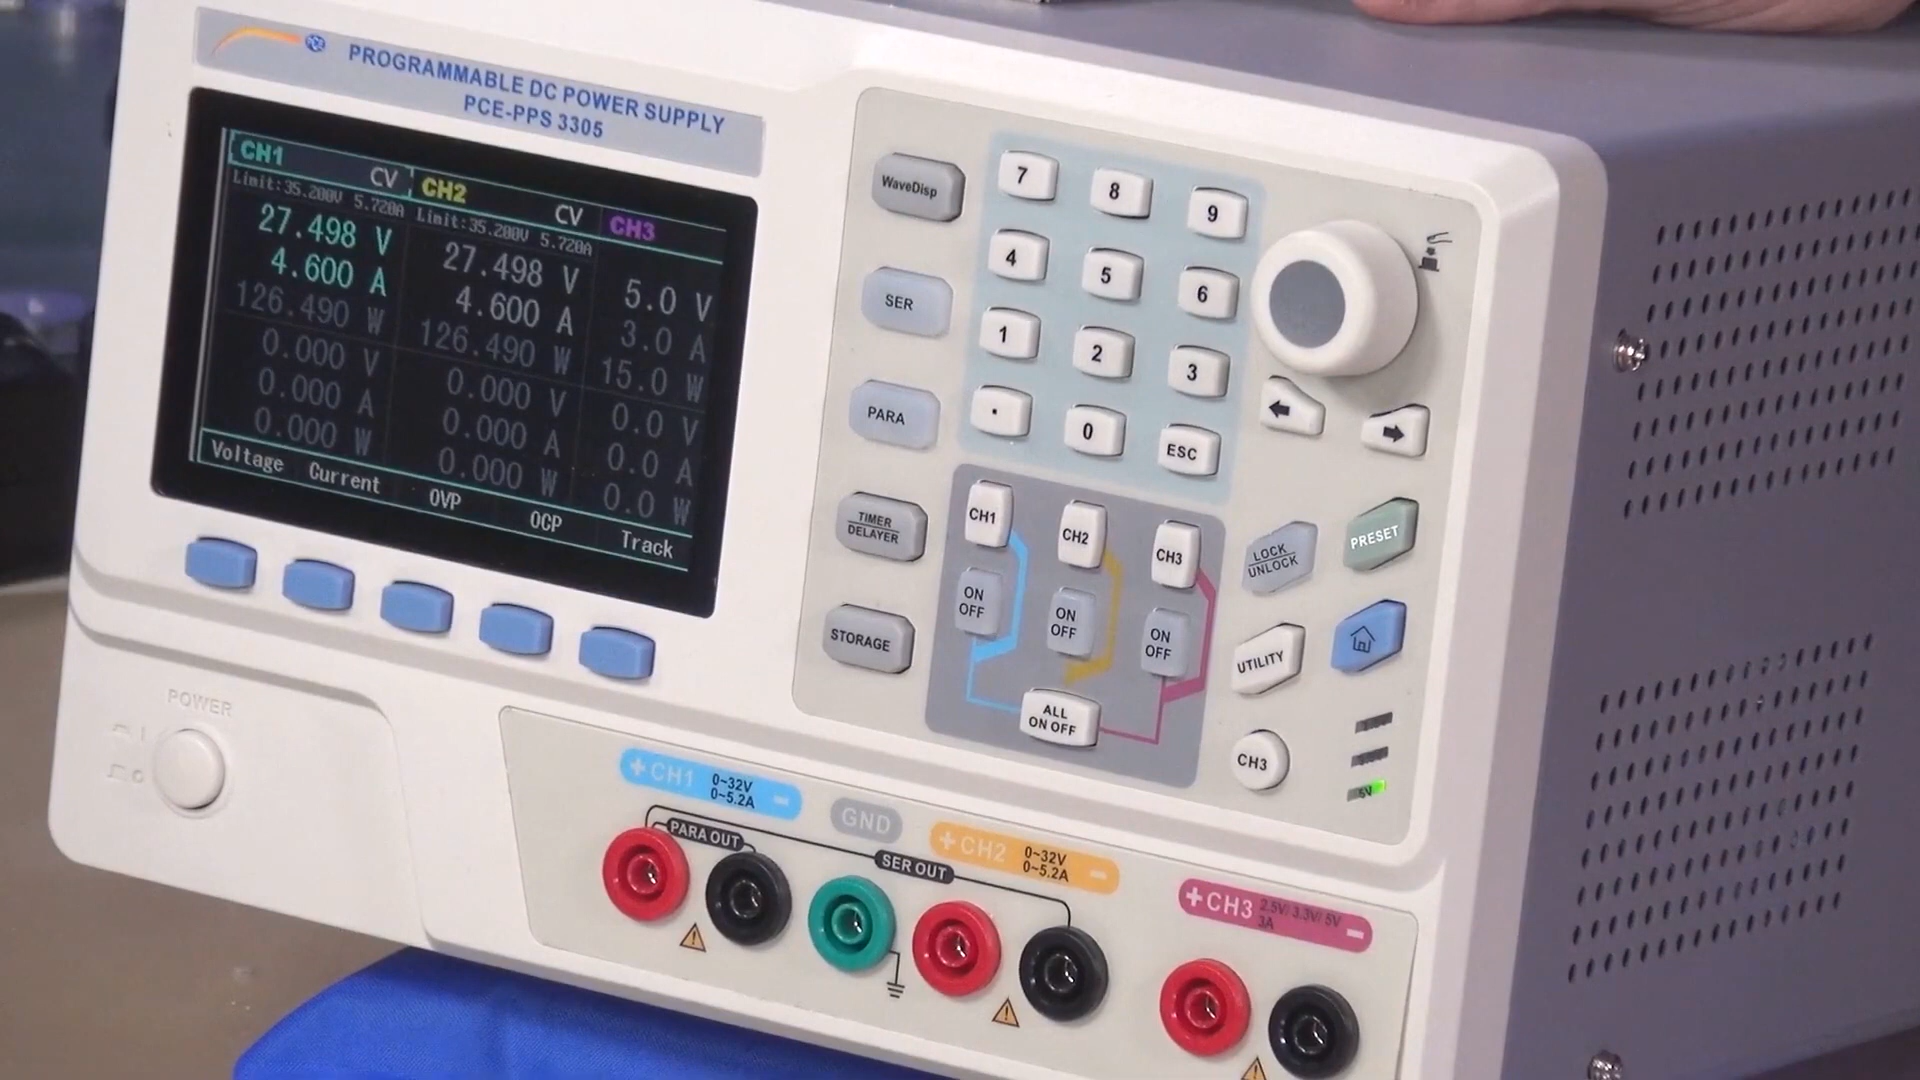 PCE
PROGRAMMABLE DC POWER SUPPLY
PCE-PPS 3305
CH1 CV
Limit:35.200V 5.720A
27.498 V
4.600 A
126.490 W
0.000 V
0.000 A
0.000 W
CH2 CV
Limit:35.200V 5.720A
27.498 V
4.600 A
126.490 W
0.000 V
0.000 A
0.000 W
CH3
5.0 V
3.0 A
15.0 W
0.0 V
0.0 A
0.0 W
Voltage Current OVP OCP Track
POWER
WaveDisp
SER
PARA
TIMER
DELAYER
STORAGE
7 8 9
4 5 6
1 2 3
. 0 ESC
CH1 CH2 CH3
ON OFF
ON OFF
ON OFF
ALL
ON OFF
LOCK
UNLOCK
PRESET
UTILITY
CH3
5V
+ CH1 0~32V
0~5.2A -
GND
+ CH2 0~32V
0~5.2A -
PARA OUT
SER OUT
+ CH3 2.5V/ 3.3V/ 5V
3A -